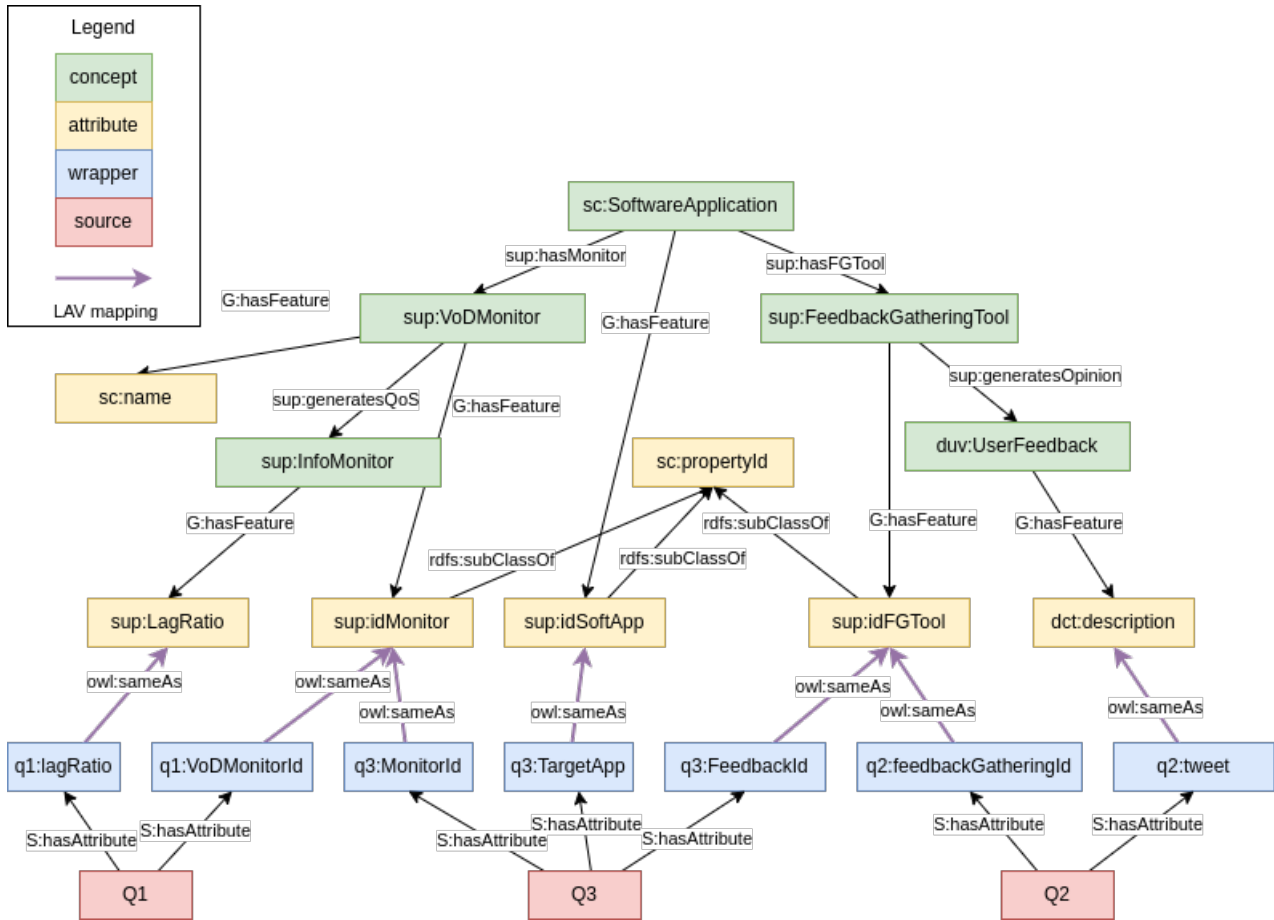 Legend
concept
attribute
wrapper
source
LAV mapping
sc:SoftwareApplication
sup:hasMonitor
sup:hasFGTool
G:hasFeature
sup:VoDMonitor
G:hasFeature
sup:FeedbackGatheringTool
sc:name
sup:generatesQoS
G:hasFeature
sup:generatesOpinion
sup:InfoMonitor
sc:propertyId
duv:UserFeedback
G:hasFeature
rdfs:subClassOf
rdfs:subClassOf
G:hasFeature
G:hasFeature
rdfs:subClassOf
sup:LagRatio
sup:idMonitor
sup:idSoftApp
sup:idFGTool
dct:description
owl:sameAs
owl:sameAs
owl:sameAs
owl:sameAs
owl:sameAs
owl:sameAs
owl:sameAs
q1:lagRatio
q1:VoDMonitorId
q3:MonitorId
q3:TargetApp
q3:FeedbackId
q2:feedbackGatheringId
q2:tweet
S:hasAttribute
S:hasAttribute
S:hasAttribute
S:hasAttribute
S:hasAttribute
S:hasAttribute
S:hasAttribute
Q1
Q3
Q2